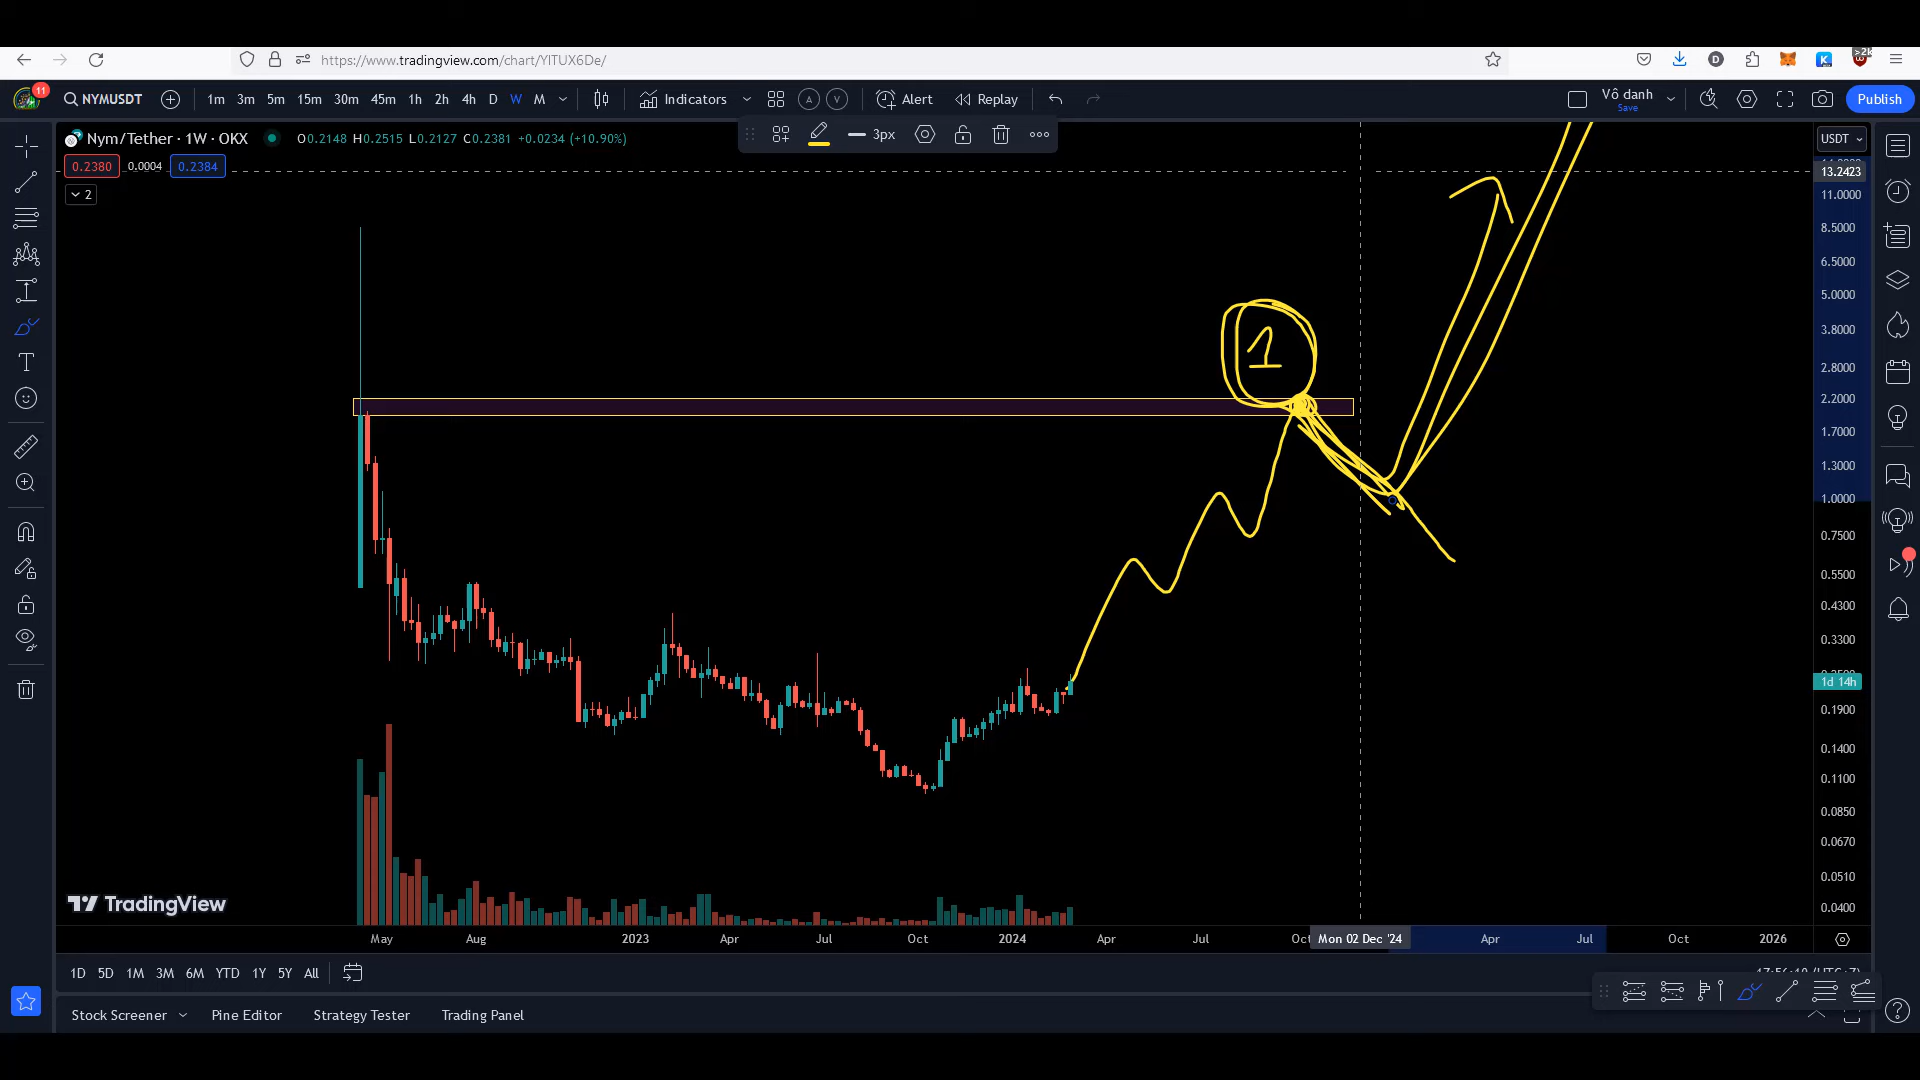 https://www.tradingview.com/chart/YITUX6De/
>2k
11
NYMUSDT
1m 3m 5m 15m 30m 45m 1h 2h 4h D W M
Indicators
A V
Alert
Replay
Vô danh
Save
Publish
Nym/Tether · 1W · OKX
O0.2148 H0.2515 L0.2127 C0.2381 +0.0234 (+10.90%)
3px
USDT
0.2380 0.0004 0.2384
2
13.2423
11.0000
8.5000
6.5000
5.0000
3.8000
1
2.8000
2.2000
1.7000
1.3000
1.0000
0.7500
0.5500
0.4300
0.3300
1d 14h
0.1900
0.1400
0.1100
0.0850
0.0670
0.0510
0.0400
TradingView
May Aug 2023 Apr Jul Oct 2024 Apr Jul Oct Mon 02 Dec '24 Apr Jul Oct 2026
1D 5D 1M 3M 6M YTD 1Y 5Y All
Stock Screener Pine Editor Strategy Tester Trading Panel